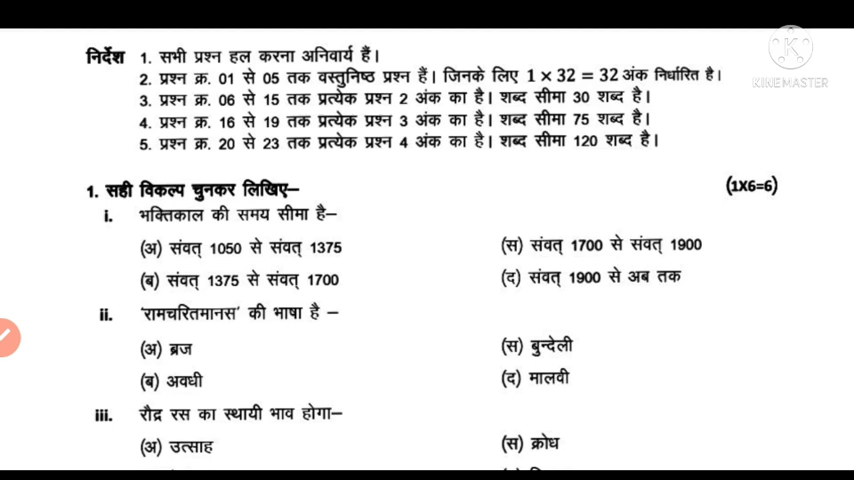 निर्देश 1. सभी प्रश्न हल करना अनिवार्य हैं।
2. प्रश्न क्र. 01 से 05 तक वस्तुनिष्ठ प्रश्न हैं। जिनके लिए 1 × 32 = 32 अंक निर्धारित है।
3. प्रश्न क्र. 06 से 15 तक प्रत्येक प्रश्न 2 अंक का है। शब्द सीमा 30 शब्द है।
4. प्रश्न क्र. 16 से 19 तक प्रत्येक प्रश्न 3 अंक का है। शब्द सीमा 75 शब्द है।
5. प्रश्न क्र. 20 से 23 तक प्रत्येक प्रश्न 4 अंक का है। शब्द सीमा 120 शब्द है।
KINEMASTER
1. सही विकल्प चुनकर लिखिए– (1X6=6)
i. भक्तिकाल की समय सीमा है–
(अ) संवत् 1050 से संवत् 1375 (स) संवत् 1700 से संवत् 1900
(ब) संवत् 1375 से संवत् 1700 (द) संवत् 1900 से अब तक
ii. 'रामचरितमानस' की भाषा है –
(अ) ब्रज (स) बुन्देली
(ब) अवधी (द) मालवी
iii. रौद्र रस का स्थायी भाव होगा–
(अ) उत्साह (स) क्रोध